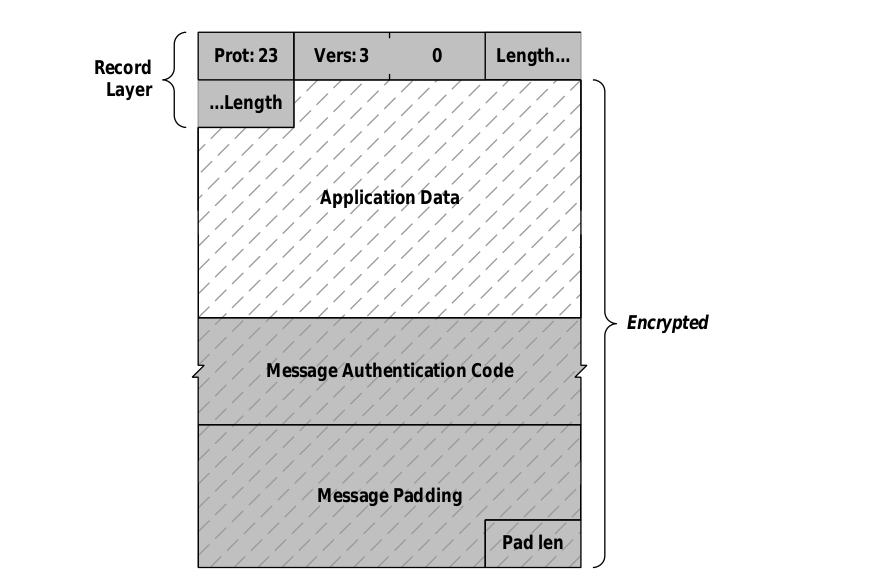 Record
Layer
Prot: 23
Vers: 3
0
Length...
...Length
Application Data
Encrypted
Message Authentication Code
Message Padding
Pad len